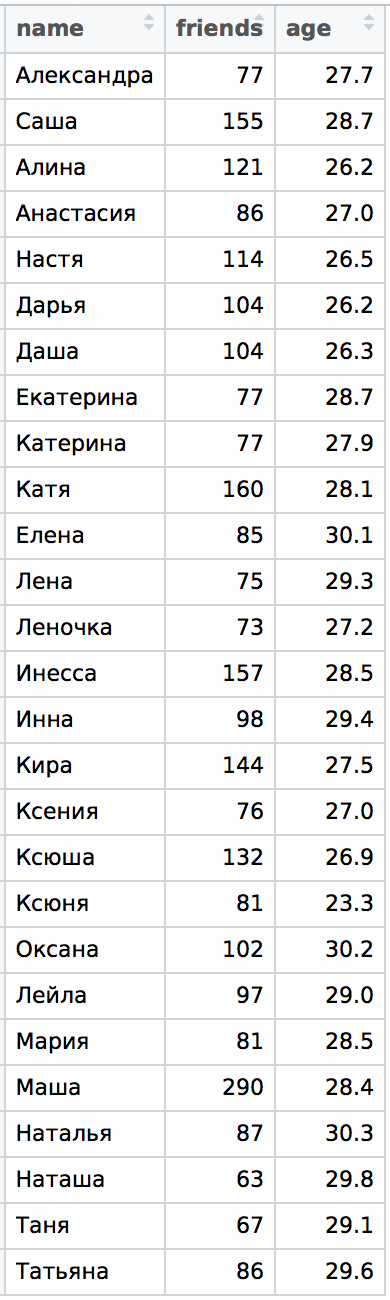 name friends age
Александра 77 27.7
Саша 155 28.7
Алина 121 26.2
Анастасия 86 27.0
Настя 114 26.5
Дарья 104 26.2
Даша 104 26.3
Екатерина 77 28.7
Катерина 77 27.9
Катя 160 28.1
Елена 85 30.1
Лена 75 29.3
Леночка 73 27.2
Инесса 157 28.5
Инна 98 29.4
Кира 144 27.5
Ксения 76 27.0
Ксюша 132 26.9
Ксюня 81 23.3
Оксана 102 30.2
Лейла 97 29.0
Мария 81 28.5
Маша 290 28.4
Наталья 87 30.3
Наташа 63 29.8
Таня 67 29.1
Татьяна 86 29.6